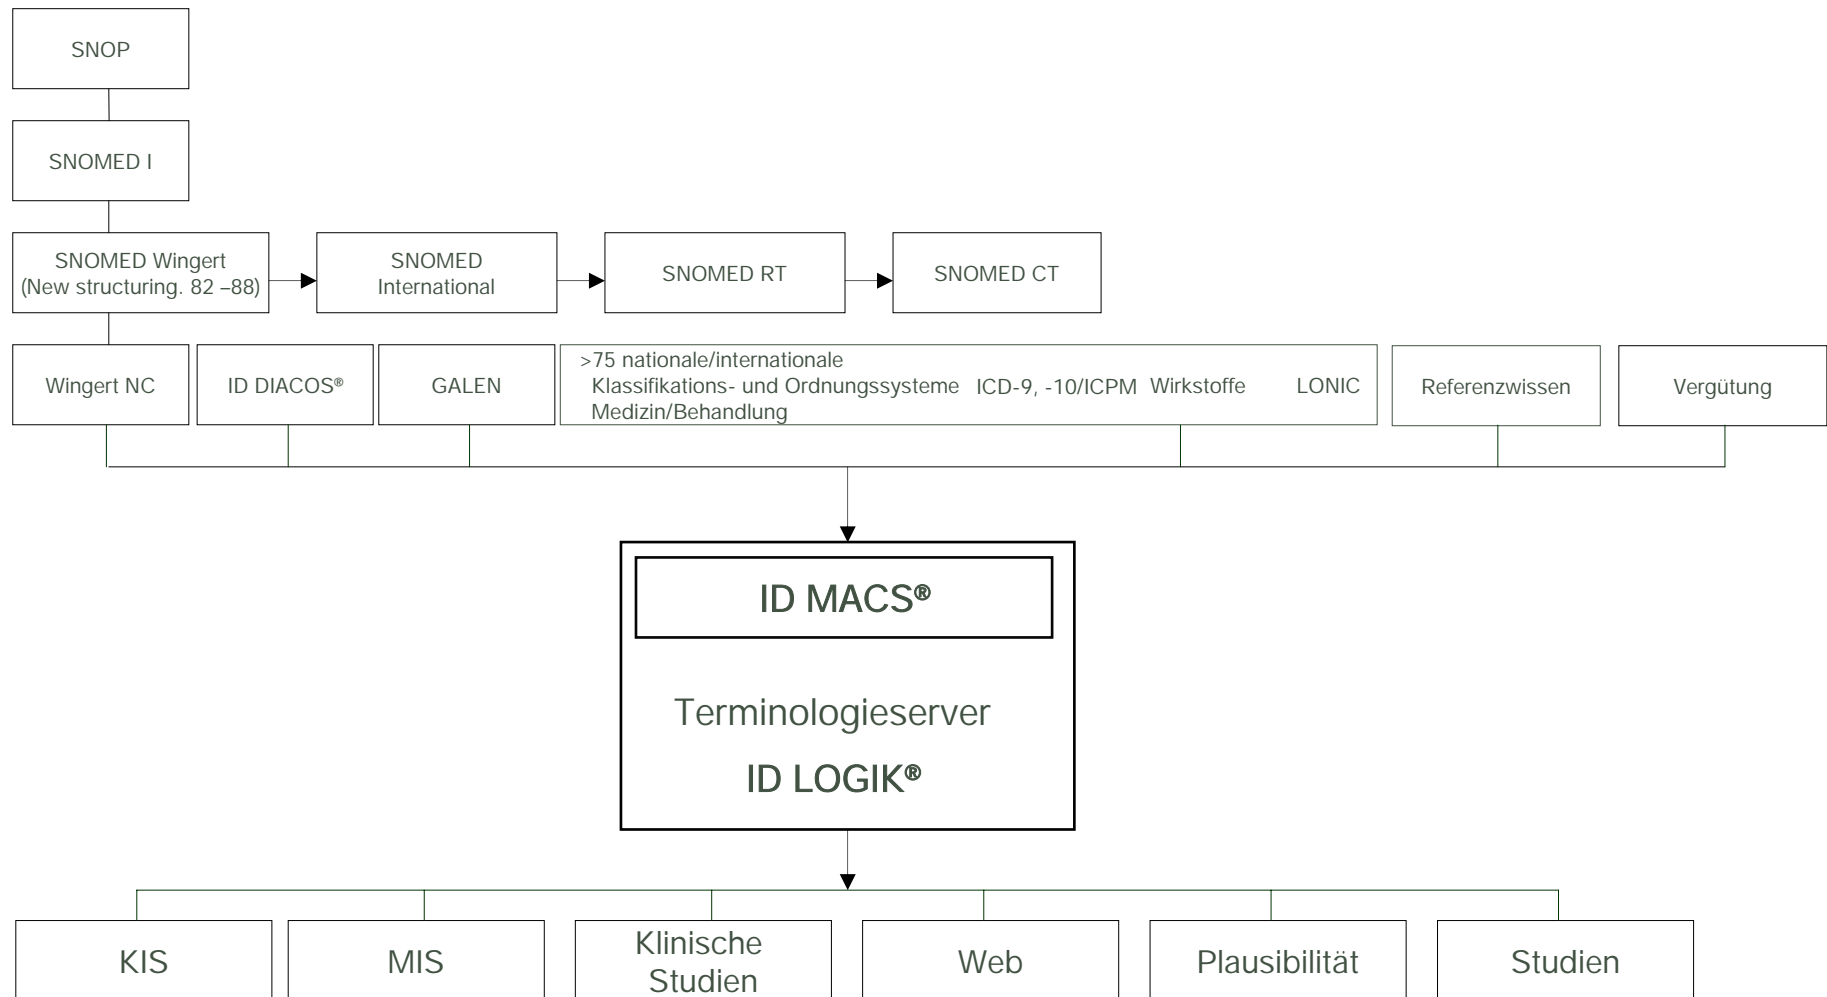 SNOP
SNOMED I
SNOMED Wingert
(New structuring. 82 –88)
SNOMED
International
SNOMED RT
SNOMED CT
Wingert NC
ID DIACOS®
GALEN
>75 nationale/internationale
Klassifikations- und Ordnungssysteme
Medizin/Behandlung
ICD-9, -10/ICPM
Wirkstoffe
LONIC
Referenzwissen
Vergütung
ID MACS®
Terminologieserver
ID LOGIK®
KIS
MIS
Klinische
Studien
Web
Plausibilität
Studien